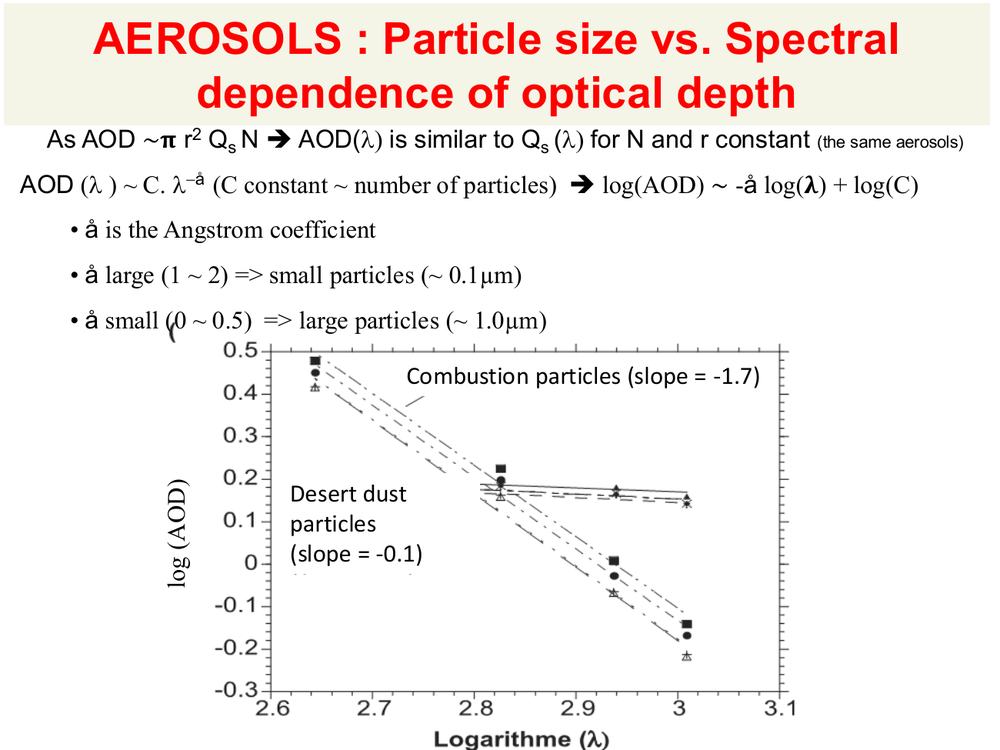 AEROSOLS : Particle size vs. Spectral
dependence of optical depth
As AOD ~π r² Qₛ N ➔ AOD(λ) is similar to Qₛ (λ) for N and r constant (the same aerosols)
AOD (λ ) ~ C. λ⁻å (C constant ~ number of particles) ➔ log(AOD) ~ -å log(λ) + log(C)
• å is the Angstrom coefficient
• å large (1 ~ 2) => small particles (~ 0.1µm)
• å small (0 ~ 0.5) => large particles (~ 1.0µm)
(
0.5
Combustion particles (slope = -1.7)
0.4
0.3
0.2
Desert dust
particles
(slope = -0.1)
log (AOD)
0.1
0
-0.1
-0.2
-0.3
2.6 2.7 2.8 2.9 3 3.1
Logarithme (λ)